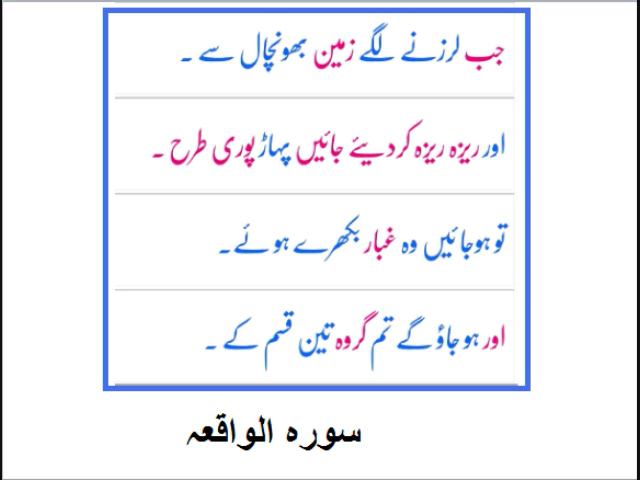 جب لرزنے لگے زمین بھونچال سے ۔
اور ریزہ ریزہ کردیئے جائیں پہاڑ پوری طرح ۔
تو ہوجائیں وہ غبار بکھرے ہوئے ۔
اور ہو جاؤ گے تم گروہ تین قسم کے ۔
سورہ الواقعہ